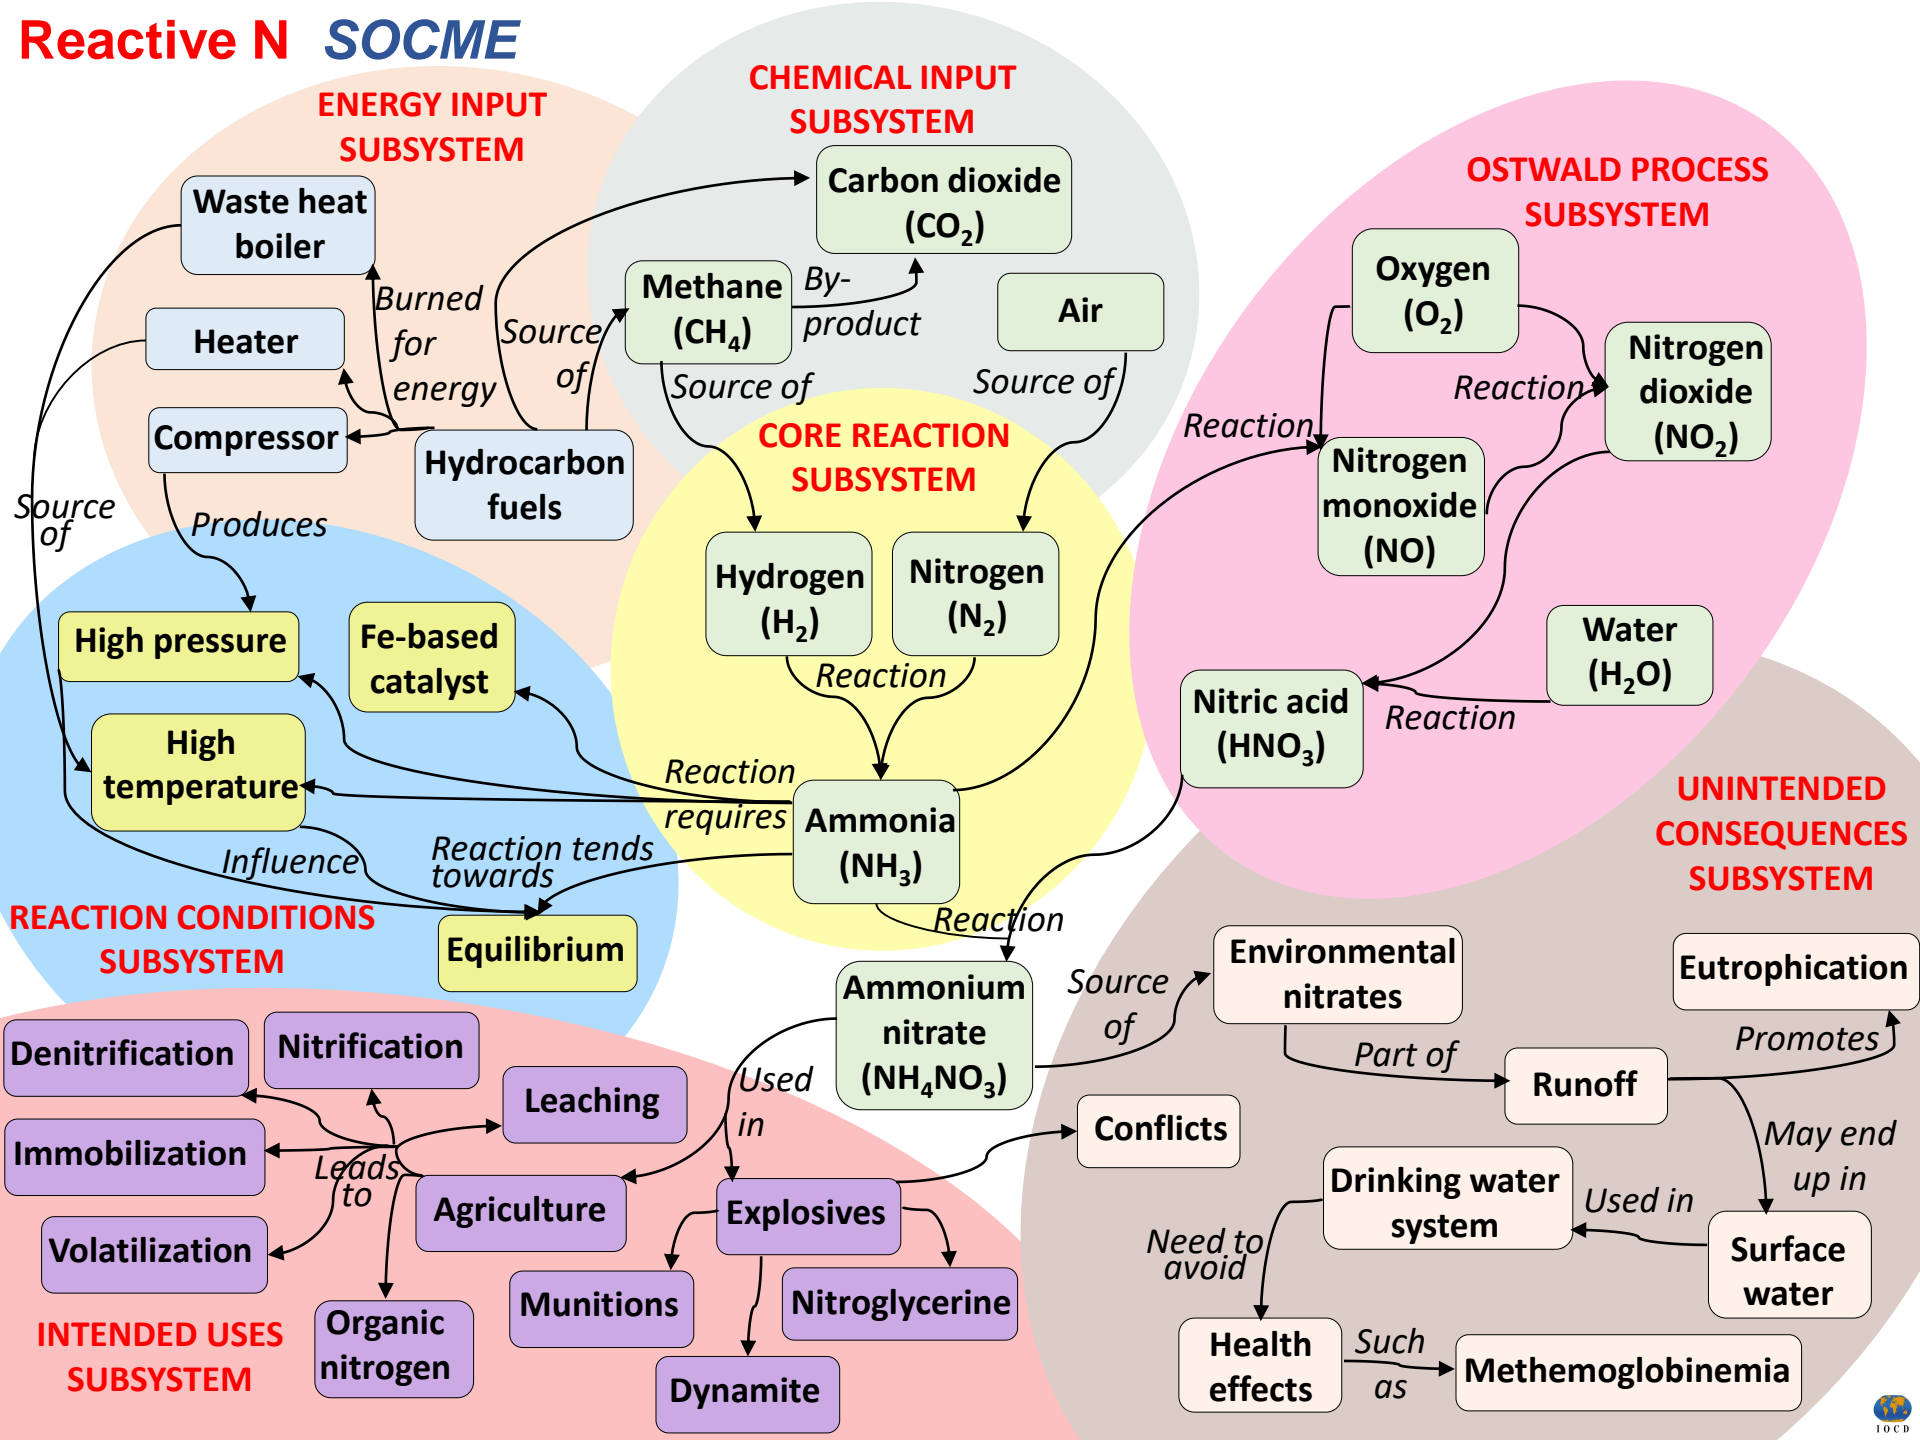 Reactive N SOCME
ENERGY INPUT
SUBSYSTEM
CHEMICAL INPUT
SUBSYSTEM
OSTWALD PROCESS
SUBSYSTEM
Waste heat
boiler
Heater
Compressor
Hydrocarbon
fuels
Burned
for
energy
Source
of
Source
of
Produces
Carbon dioxide
(CO₂)
Methane
(CH₄)
By-
product
Air
Source of
Source of
Oxygen
(O₂)
Nitrogen
dioxide
(NO₂)
Reaction
Reaction
Nitrogen
monoxide
(NO)
Water
(H₂O)
Nitric acid
(HNO₃)
Reaction
CORE REACTION
SUBSYSTEM
Hydrogen
(H₂)
Nitrogen
(N₂)
Reaction
Ammonia
(NH₃)
Reaction
requires
Reaction tends
towards
Reaction
High pressure
Fe-based
catalyst
High
temperature
Influence
Equilibrium
REACTION CONDITIONS
SUBSYSTEM
Ammonium
nitrate
(NH₄NO₃)
Source
of
Used
in
UNINTENDED
CONSEQUENCES
SUBSYSTEM
Environmental
nitrates
Eutrophication
Part of
Promotes
Runoff
Conflicts
May end
up in
Drinking water
system
Used in
Surface
water
Need to
avoid
Health
effects
Such
as
Methemoglobinemia
Denitrification
Nitrification
Leaching
Immobilization
Leads
to
Agriculture
Explosives
Volatilization
Organic
nitrogen
Munitions
Nitroglycerine
Dynamite
INTENDED USES
SUBSYSTEM
IOCD